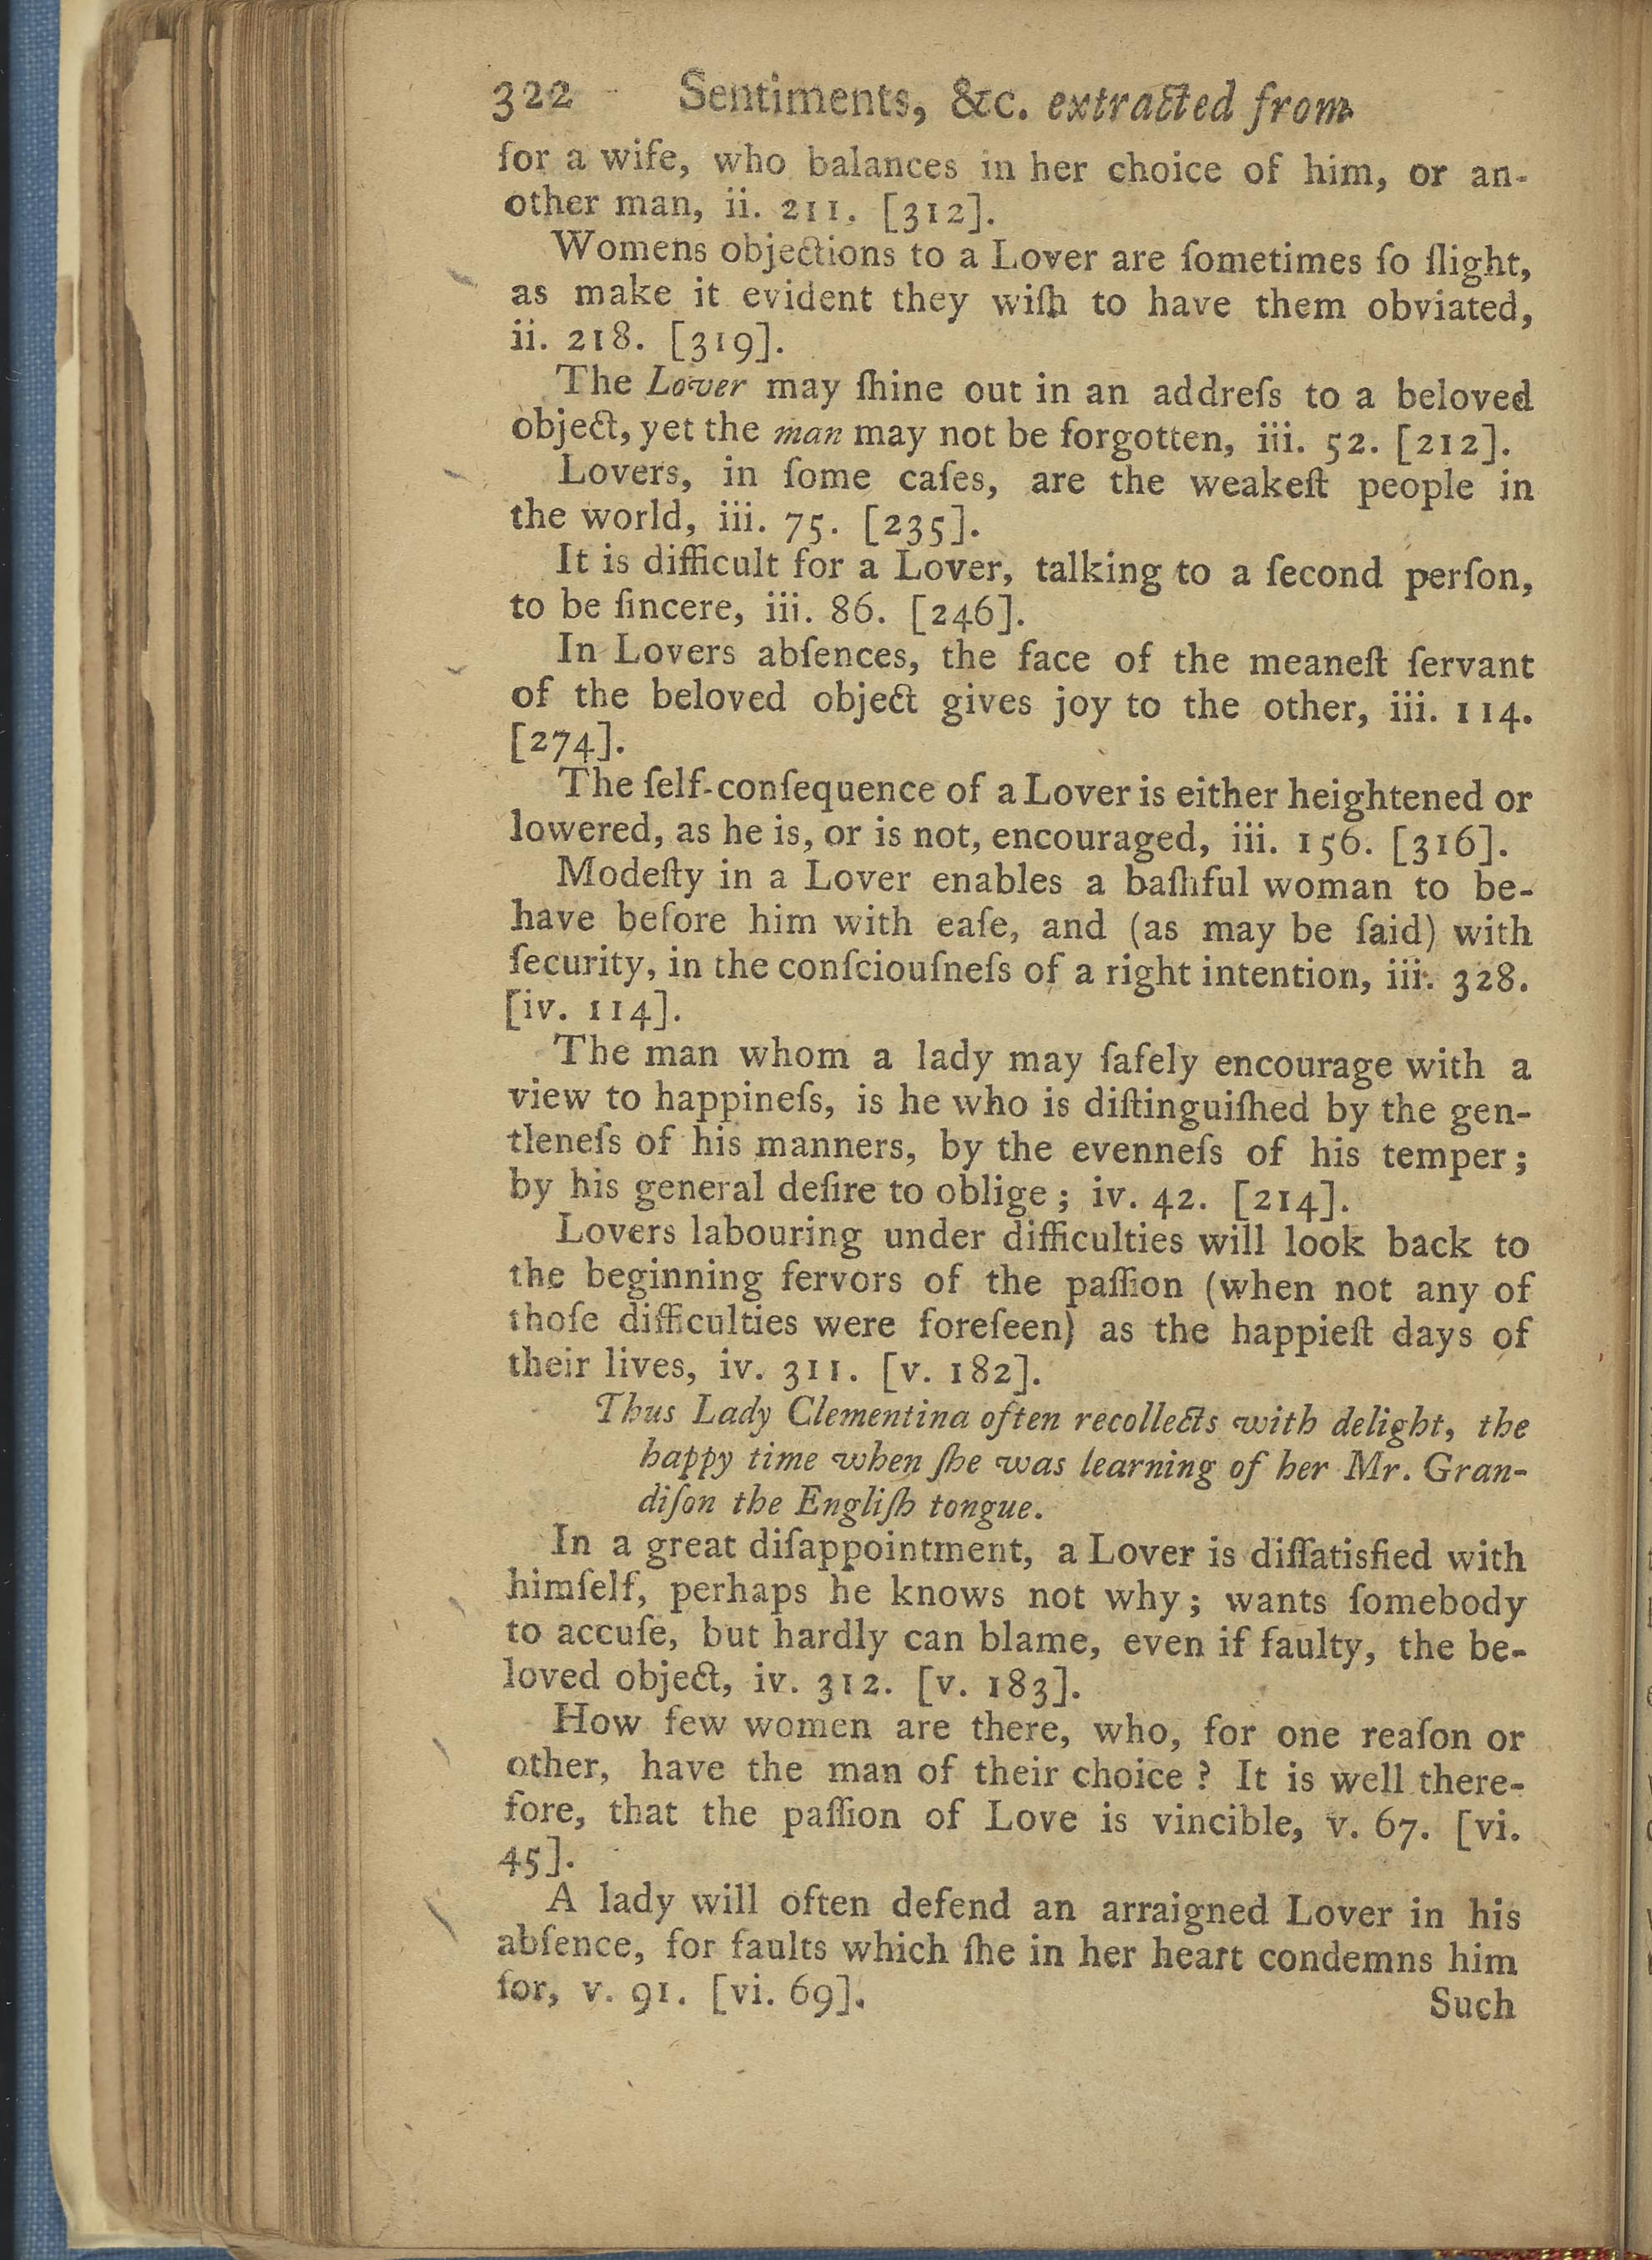 322 Sentiments, &c. extracted from
for a wife, who balances in her choice of him, or an-
other man, ii. 211. [312].
Womens objections to a Lover are ſometimes ſo ſlight,
as make it evident they wiſh to have them obviated,
ii. 218. [319].
The Lover may ſhine out in an addreſs to a beloved
object, yet the man may not be forgotten, iii. 52. [212].
Lovers, in ſome caſes, are the weakeſt people in
the world, iii. 75. [235].
It is difficult for a Lover, talking to a ſecond perſon,
to be ſincere, iii. 86. [246].
In Lovers abſences, the face of the meaneſt ſervant
of the beloved object gives joy to the other, iii. 114.
[274].
The ſelf-conſequence of a Lover is either heightened or
lowered, as he is, or is not, encouraged, iii. 156. [316].
Modeſty in a Lover enables a baſhful woman to be-
have before him with eaſe, and (as may be ſaid) with
ſecurity, in the conſciouſneſs of a right intention, iii. 328.
[iv. 114].
The man whom a lady may ſafely encourage with a
view to happineſs, is he who is diſtinguiſhed by the gen-
tleneſs of his manners, by the evenneſs of his temper;
by his general deſire to oblige; iv. 42. [214].
Lovers labouring under difficulties will look back to
the beginning fervors of the paſſion (when not any of
thoſe difficulties were foreſeen) as the happieſt days of
their lives, iv. 311. [v. 182].
Thus Lady Clementina often recollects with delight, the
happy time when ſhe was learning of her Mr. Gran-
diſon the Engliſh tongue.
In a great diſappointment, a Lover is diſſatisfied with
himſelf, perhaps he knows not why; wants ſomebody
to accuſe, but hardly can blame, even if faulty, the be-
loved object, iv. 312. [v. 183].
How few women are there, who, for one reaſon or
other, have the man of their choice? It is well there-
fore, that the paſſion of Love is vincible, v. 67. [vi.
45].
A lady will often defend an arraigned Lover in his
abſence, for faults which ſhe in her heart condemns him
for, v. 91. [vi. 69].
Such